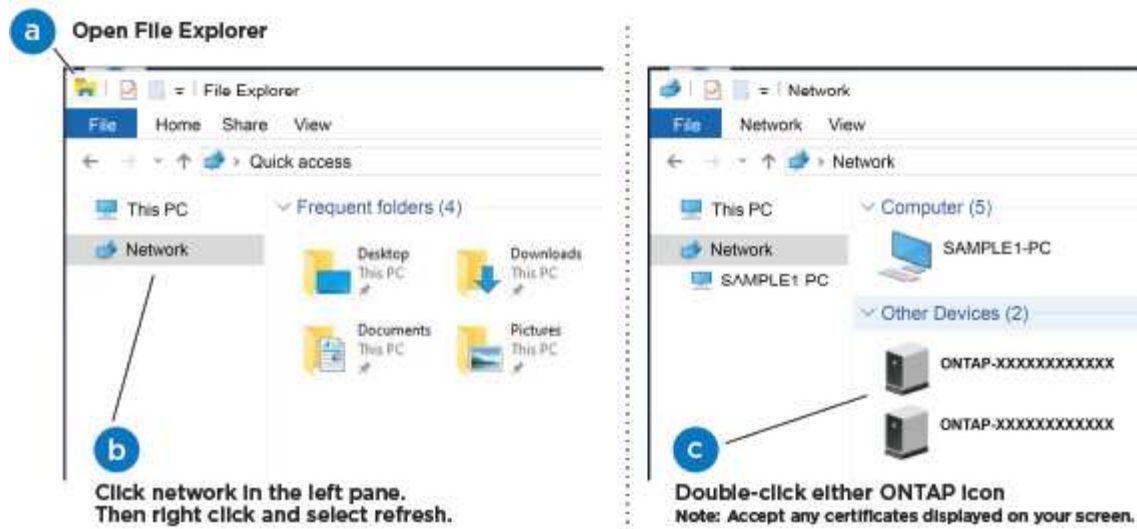 a Open File Explorer
File Explorer
File Home Share View
Quick access
This PC
Network
Frequent folders (4)
Desktop
This PC
Downloads
This PC
Documents
This PC
Pictures
This PC
b
Click network in the left pane.
Then right click and select refresh.
Network
File Network View
Network
This PC
Network
SAMPLE1 PC
Computer (5)
SAMPLE1-PC
Other Devices (2)
ONTAP-XXXXXXXXXXXX
ONTAP-XXXXXXXXXXXX
c
Double-click either ONTAP icon
Note: Accept any certificates displayed on your screen.